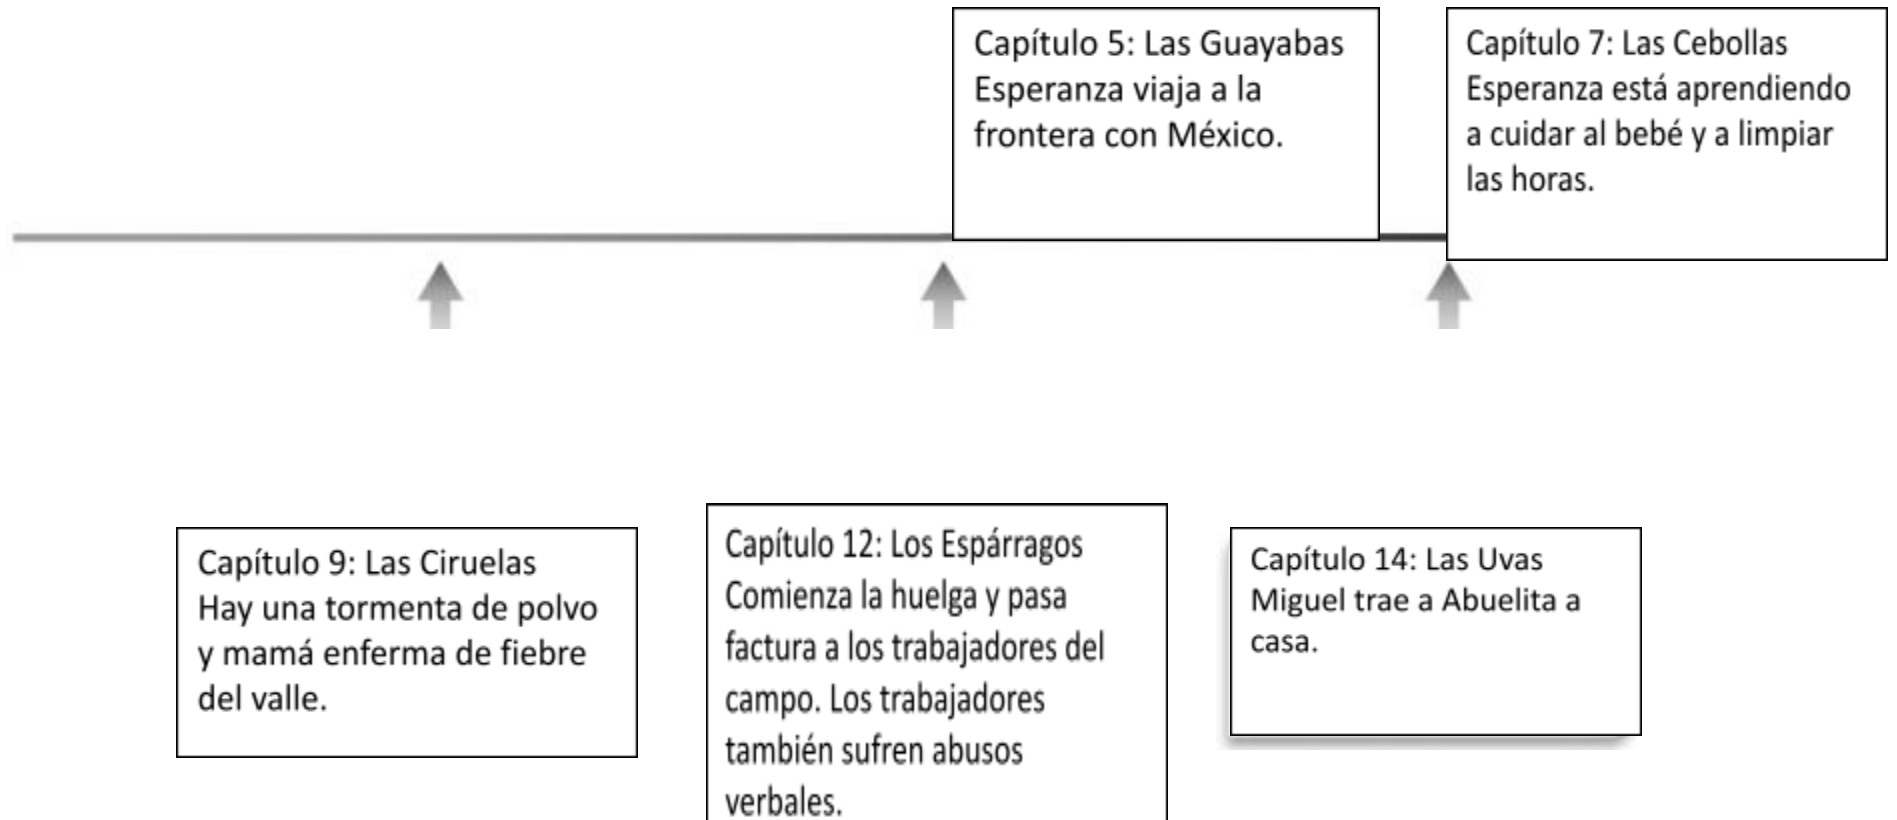 Capítulo 5: Las Guayabas
Esperanza viaja a la
frontera con México.
Capítulo 7: Las Cebollas
Esperanza está aprendiendo
a cuidar al bebé y a limpiar
las horas.
Capítulo 9: Las Ciruelas
Hay una tormenta de polvo
y mamá enferma de fiebre
del valle.
Capítulo 12: Los Espárragos
Comienza la huelga y pasa
factura a los trabajadores del
campo. Los trabajadores
también sufren abusos
verbales.
Capítulo 14: Las Uvas
Miguel trae a Abuelita a
casa.